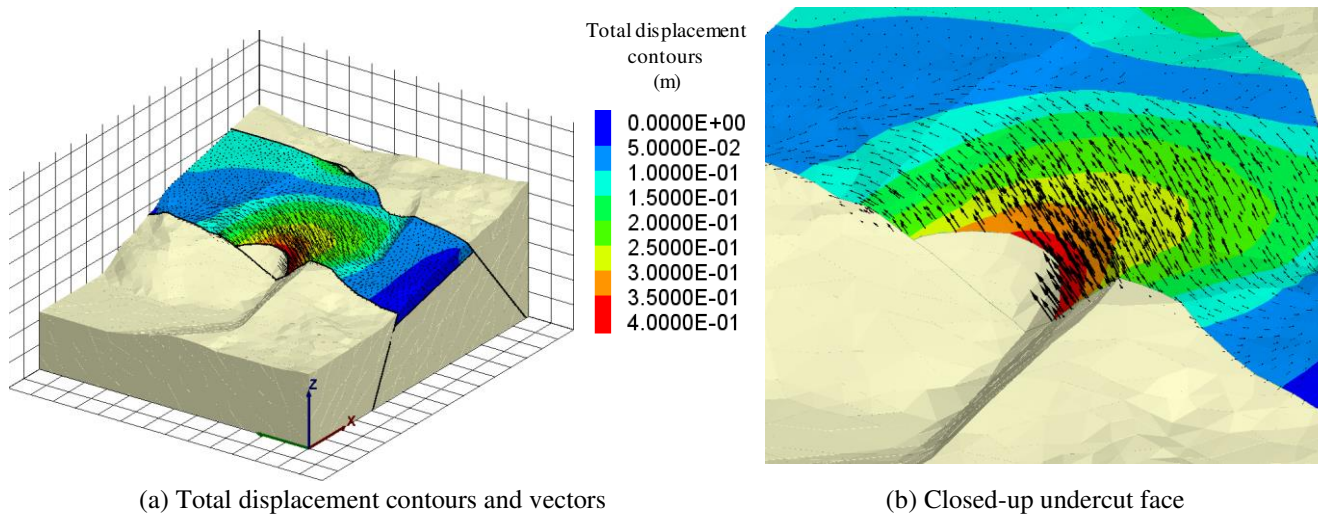 Total displacement
contours
(m)
0.0000E+00
5.0000E-02
1.0000E-01
1.5000E-01
2.0000E-01
2.5000E-01
3.0000E-01
3.5000E-01
4.0000E-01
Z
X
(a) Total displacement contours and vectors
(b) Closed-up undercut face